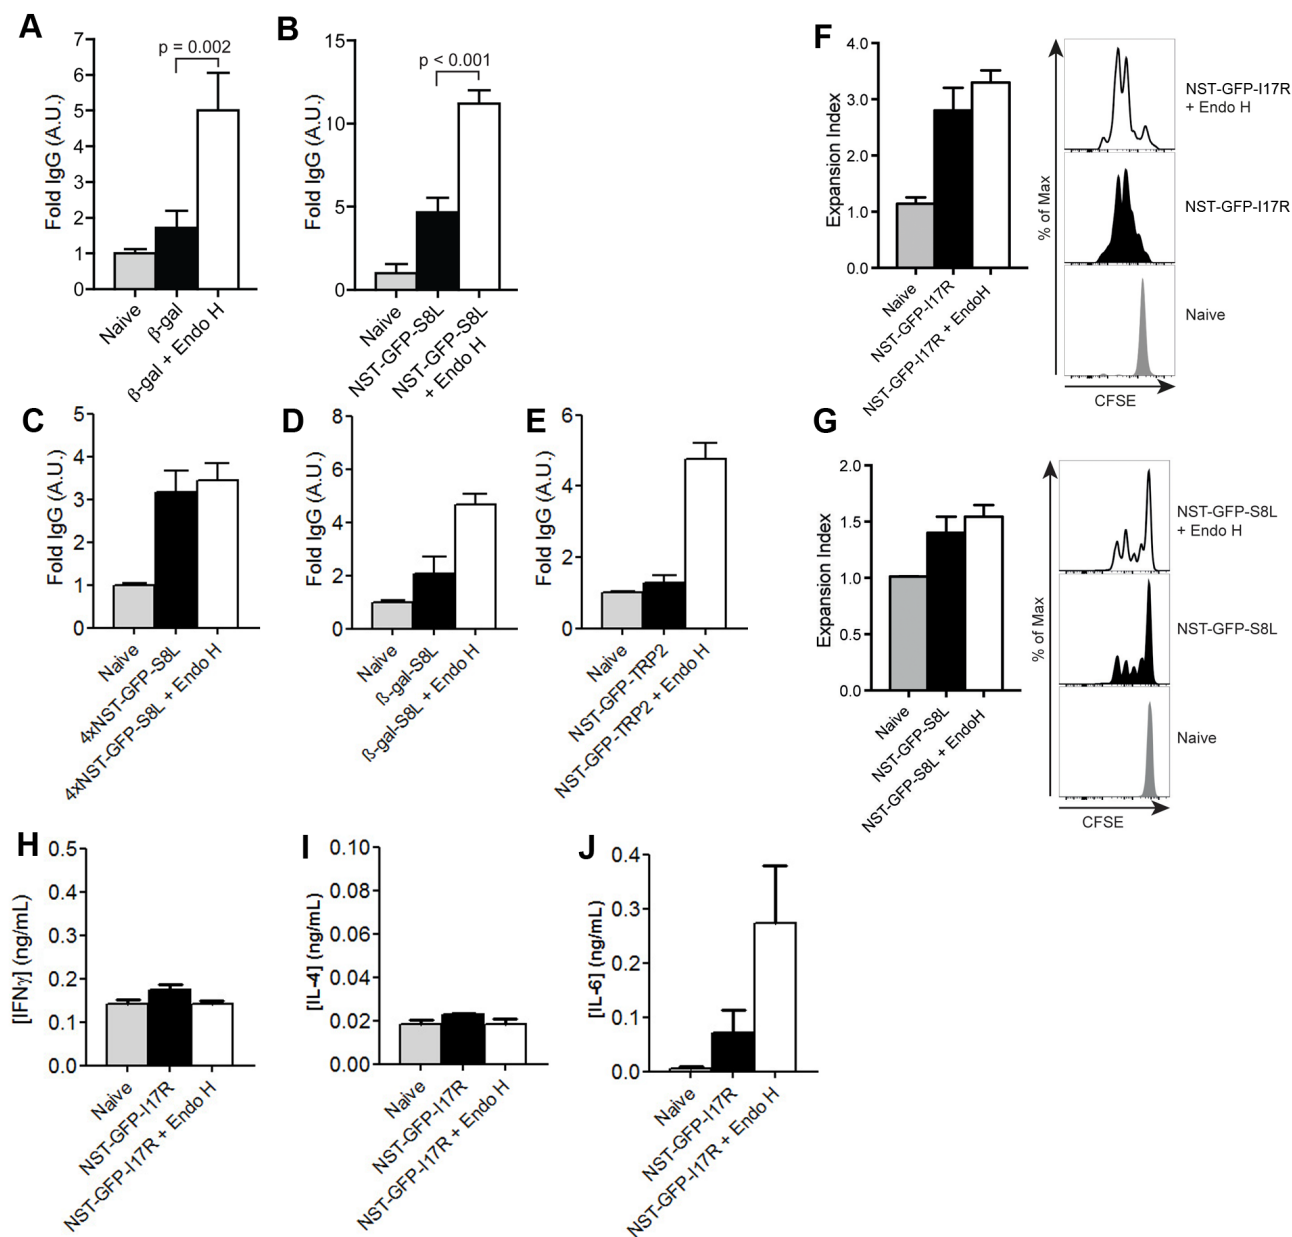 A
Fold IgG (A.U.)
7
6
5
4
3
2
1
0
p = 0.002
Naive
β-gal
β-gal + Endo H
B
Fold IgG (A.U.)
15
10
5
0
p < 0.001
Naive
NST-GFP-S8L
NST-GFP-S8L
+ Endo H
F
Expansion Index
4.0
3.0
2.0
1.0
0.0
Naive
NST-GFP-I17R
NST-GFP-I17R + EndoH
% of Max
NST-GFP-I17R
+ Endo H
NST-GFP-I17R
Naive
CFSE
C
Fold IgG (A.U.)
5
4
3
2
1
0
Naive
4xNST-GFP-S8L
4xNST-GFP-S8L + Endo H
D
Fold IgG (A.U.)
8
6
4
2
0
Naive
ß-gal-S8L
ß-gal-S8L + Endo H
E
Fold IgG (A.U.)
6
4
2
0
Naive
NST-GFP-TRP2
NST-GFP-TRP2 + Endo H
G
Expansion Index
2.0
1.5
1.0
0.5
0.0
Naive
NST-GFP-S8L
NST-GFP-S8L + EndoH
% of Max
NST-GFP-S8L
+ Endo H
NST-GFP-S8L
Naive
CFSE
H
[IFNγ] (ng/mL)
0.5
0.4
0.3
0.2
0.1
0.0
Naive
NST-GFP-I17R
NST-GFP-I17R + Endo H
I
[IL-4] (ng/mL)
0.10
0.08
0.06
0.04
0.02
0.00
Naive
NST-GFP-I17R
NST-GFP-I17R + Endo H
J
[IL-6] (ng/mL)
0.4
0.3
0.2
0.1
0.0
Naive
NST-GFP-I17R
NST-GFP-I17R + Endo H